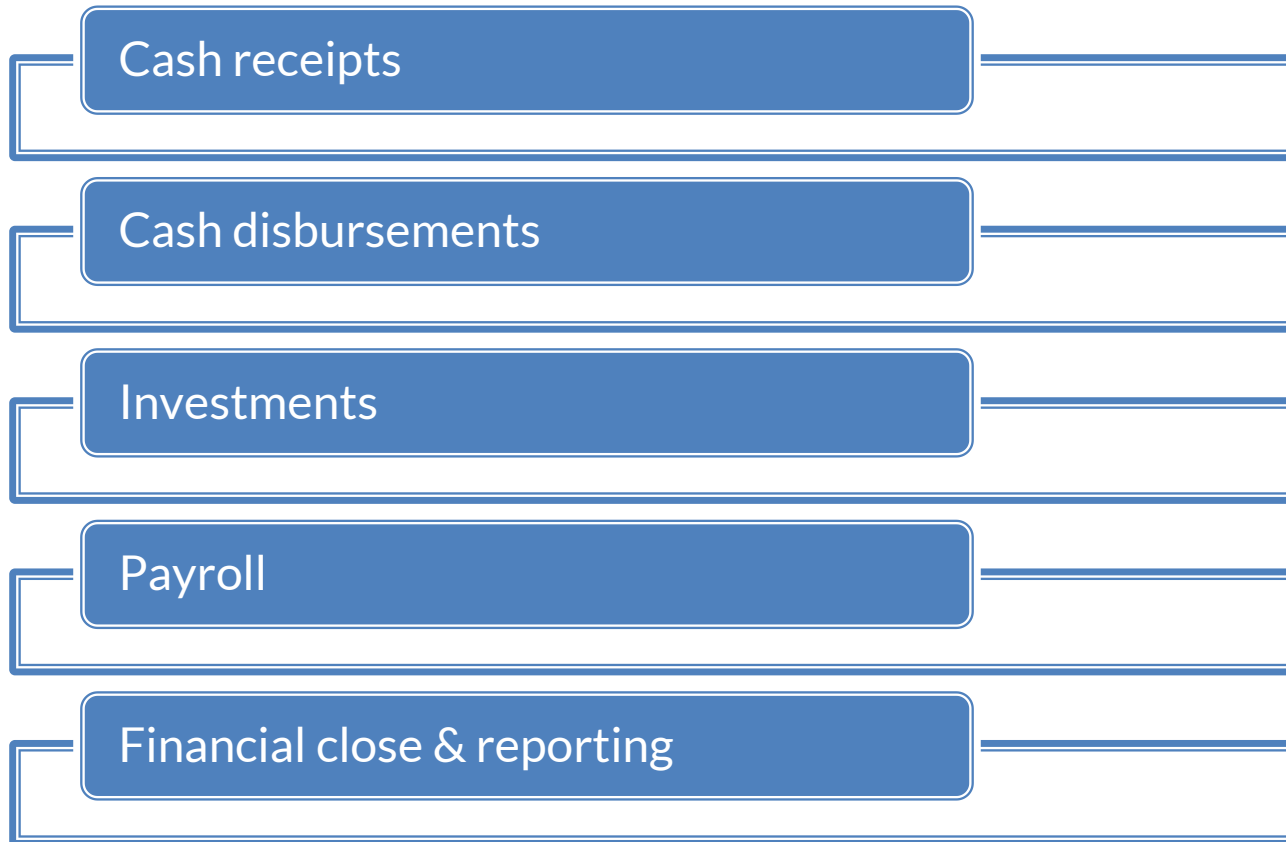 Cash receipts
Cash disbursements
Investments
Payroll
Financial close & reporting